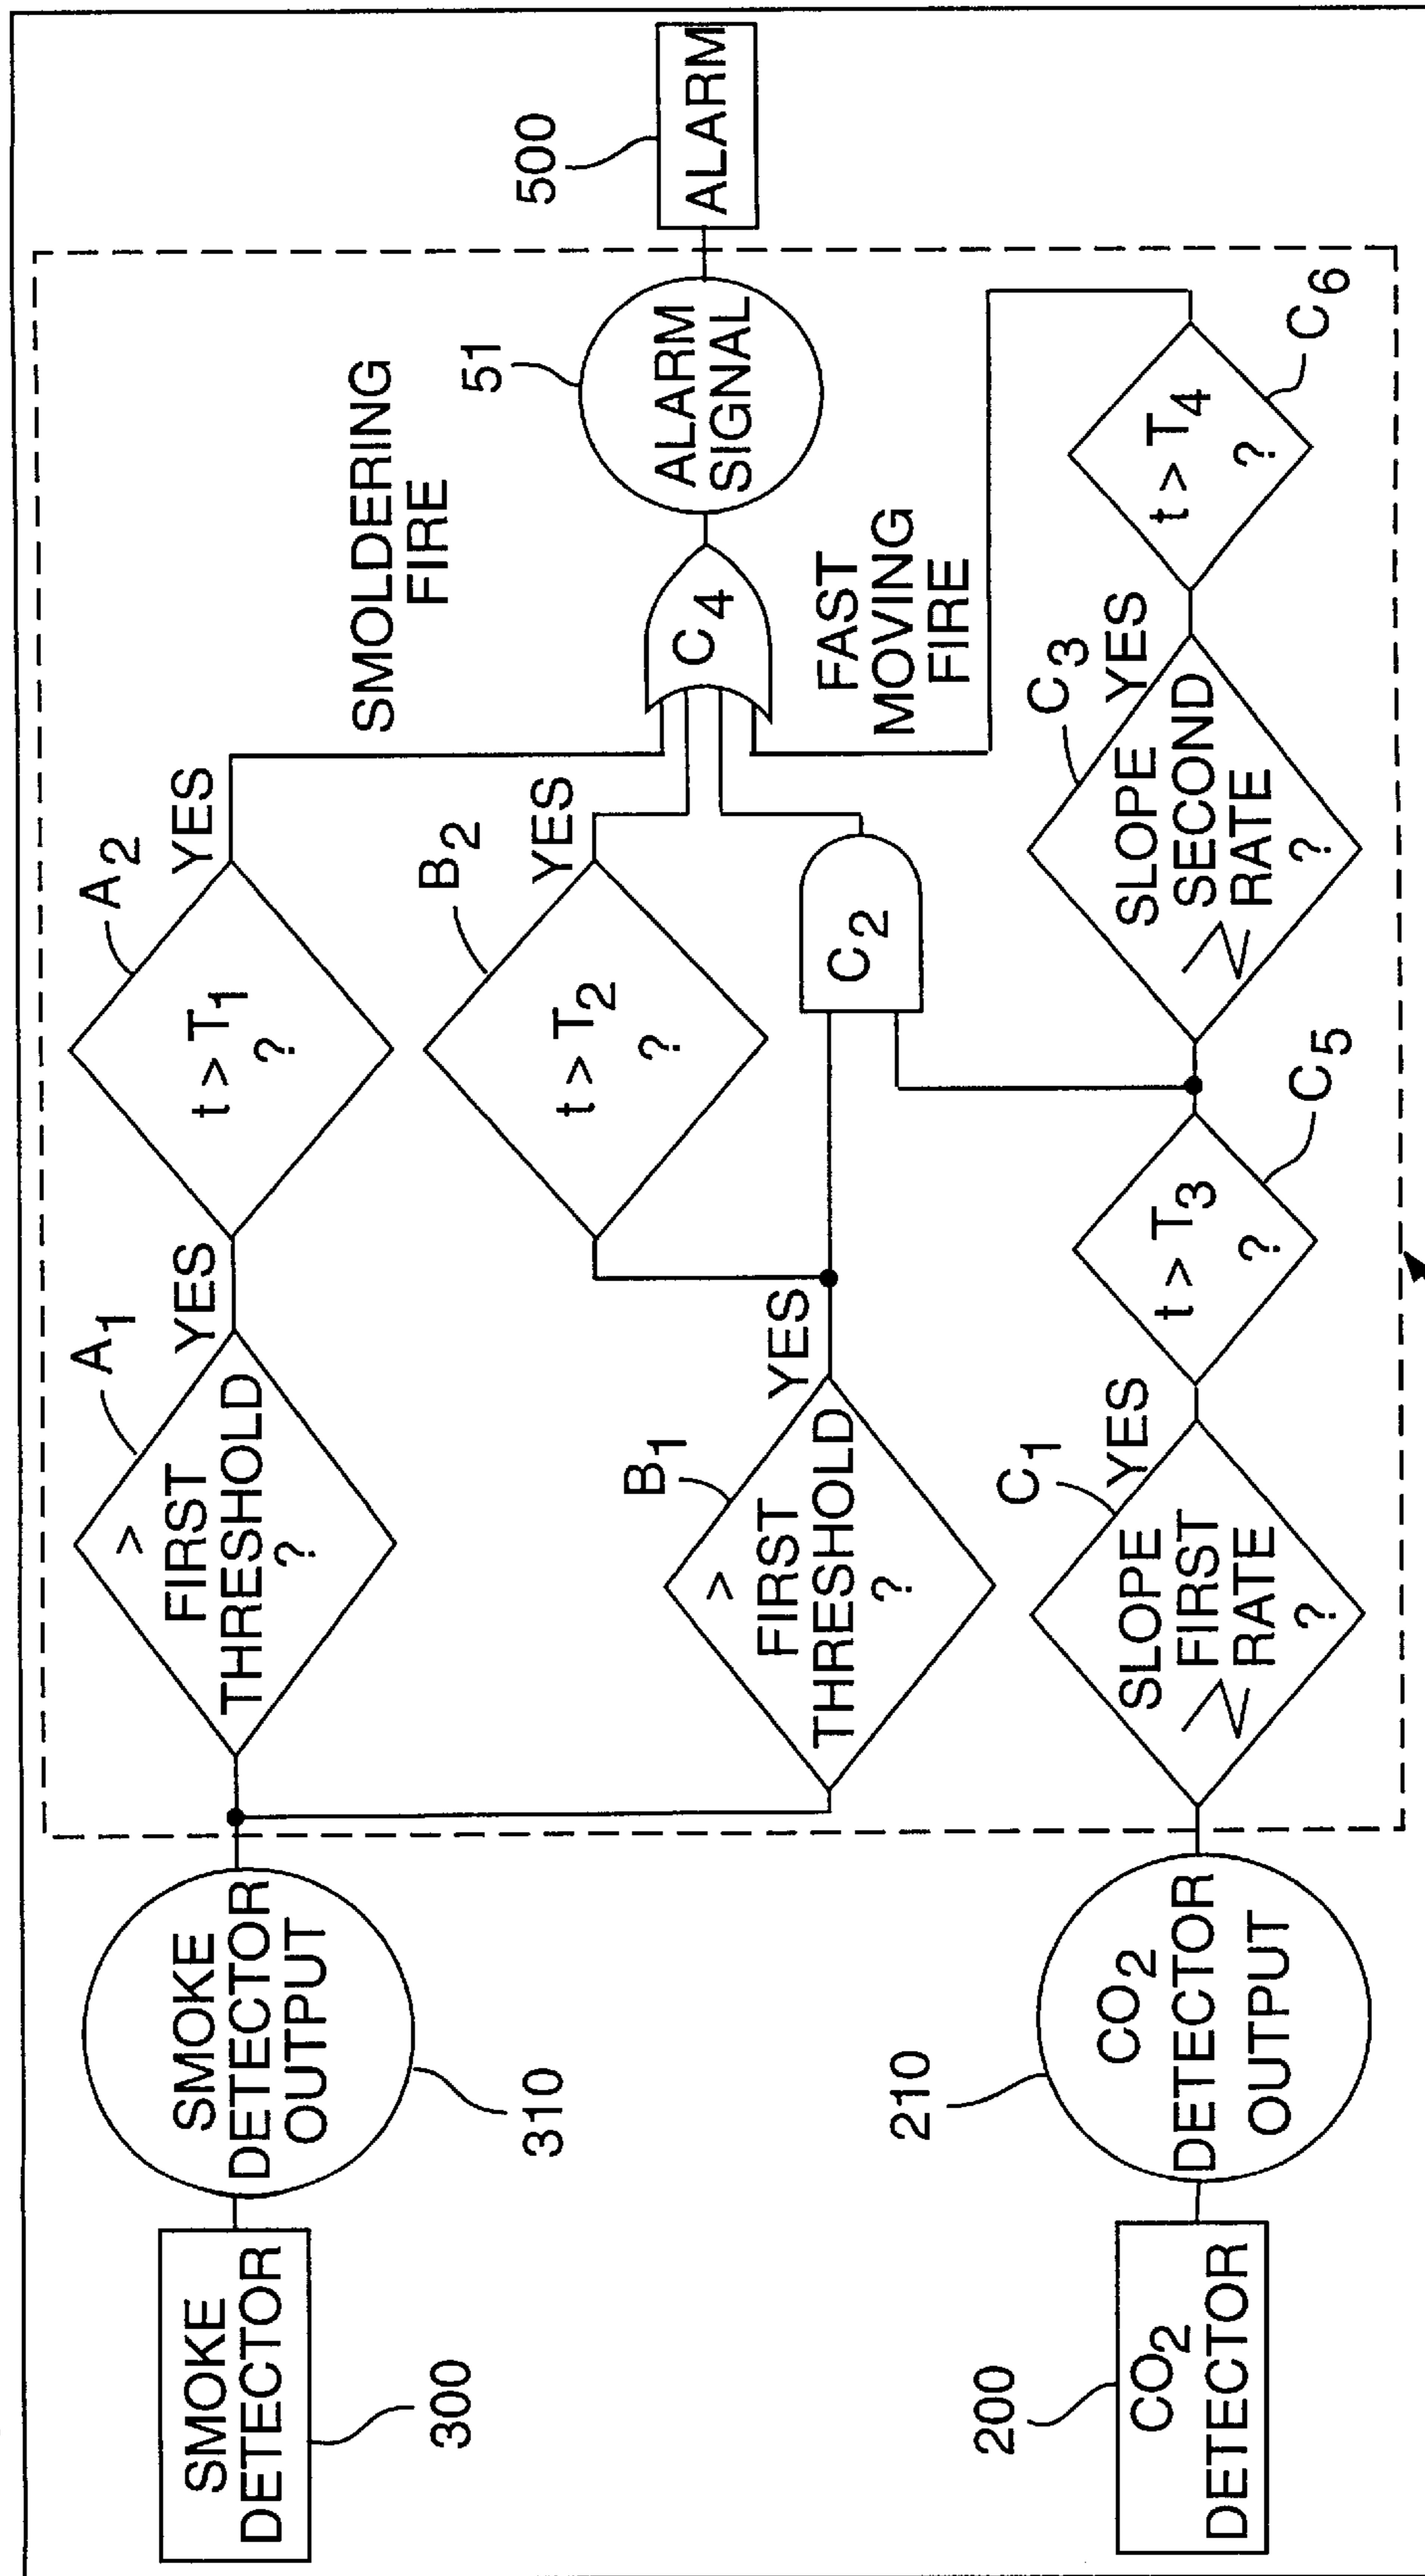 SMOKE
DETECTOR
300
SMOKE
DETECTOR
OUTPUT
310
>
FIRST
THRESHOLD
?
A1
YES
t > T1
?
A2
YES
SMOLDERING
FIRE
>
FIRST
THRESHOLD
?
B1
YES
t > T2
?
B2
YES
C2
C4
ALARM
SIGNAL
51
ALARM
500
FAST
MOVING
FIRE
CO2
DETECTOR
200
CO2
DETECTOR
OUTPUT
210
SLOPE
≥ FIRST
RATE
?
C1
YES
t > T3
?
C5
SLOPE
≥ SECOND
RATE
?
C3
YES
t > T4
?
C6